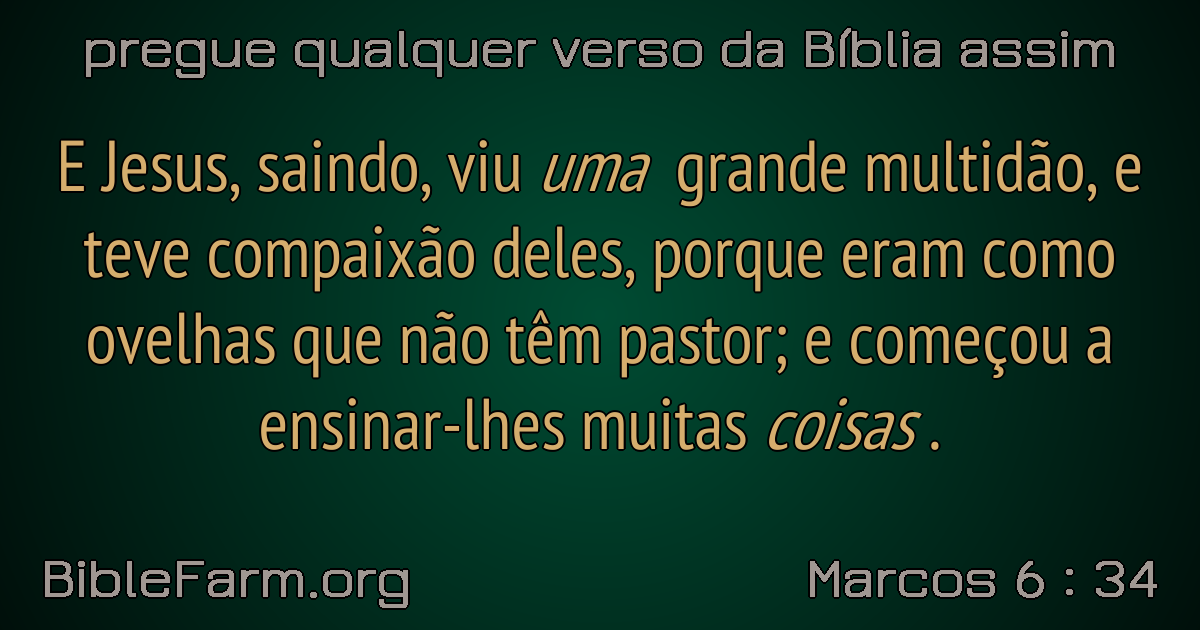 pregue qualquer verso da Bíblia assim
E Jesus, saindo, viu uma grande multidão, e
teve compaixão deles, porque eram como
ovelhas que não têm pastor; e começou a
ensinar-lhes muitas coisas .
BibleFarm.org
Marcos 6 : 34